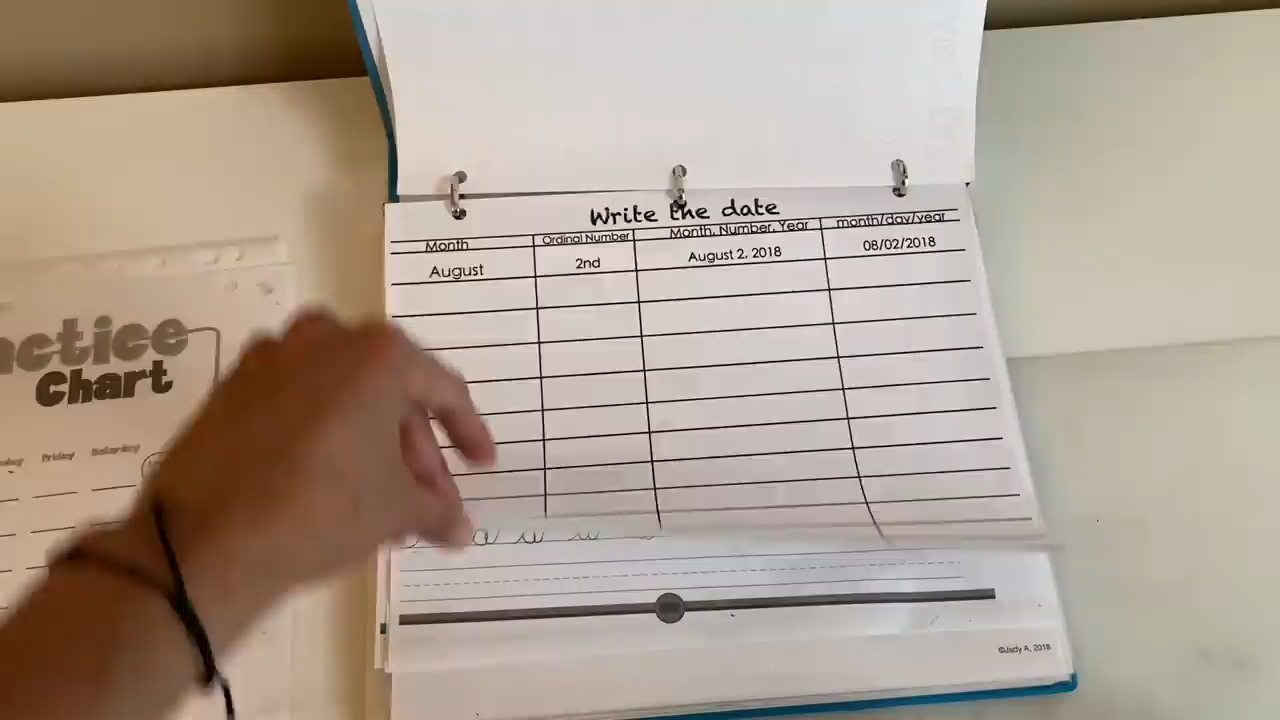 Write the date
Month Ordinal Number Month, Number, Year month/day/year
August 2nd August 2, 2018 08/02/2018
Chart
Friday Saturday
©Jady A, 2018